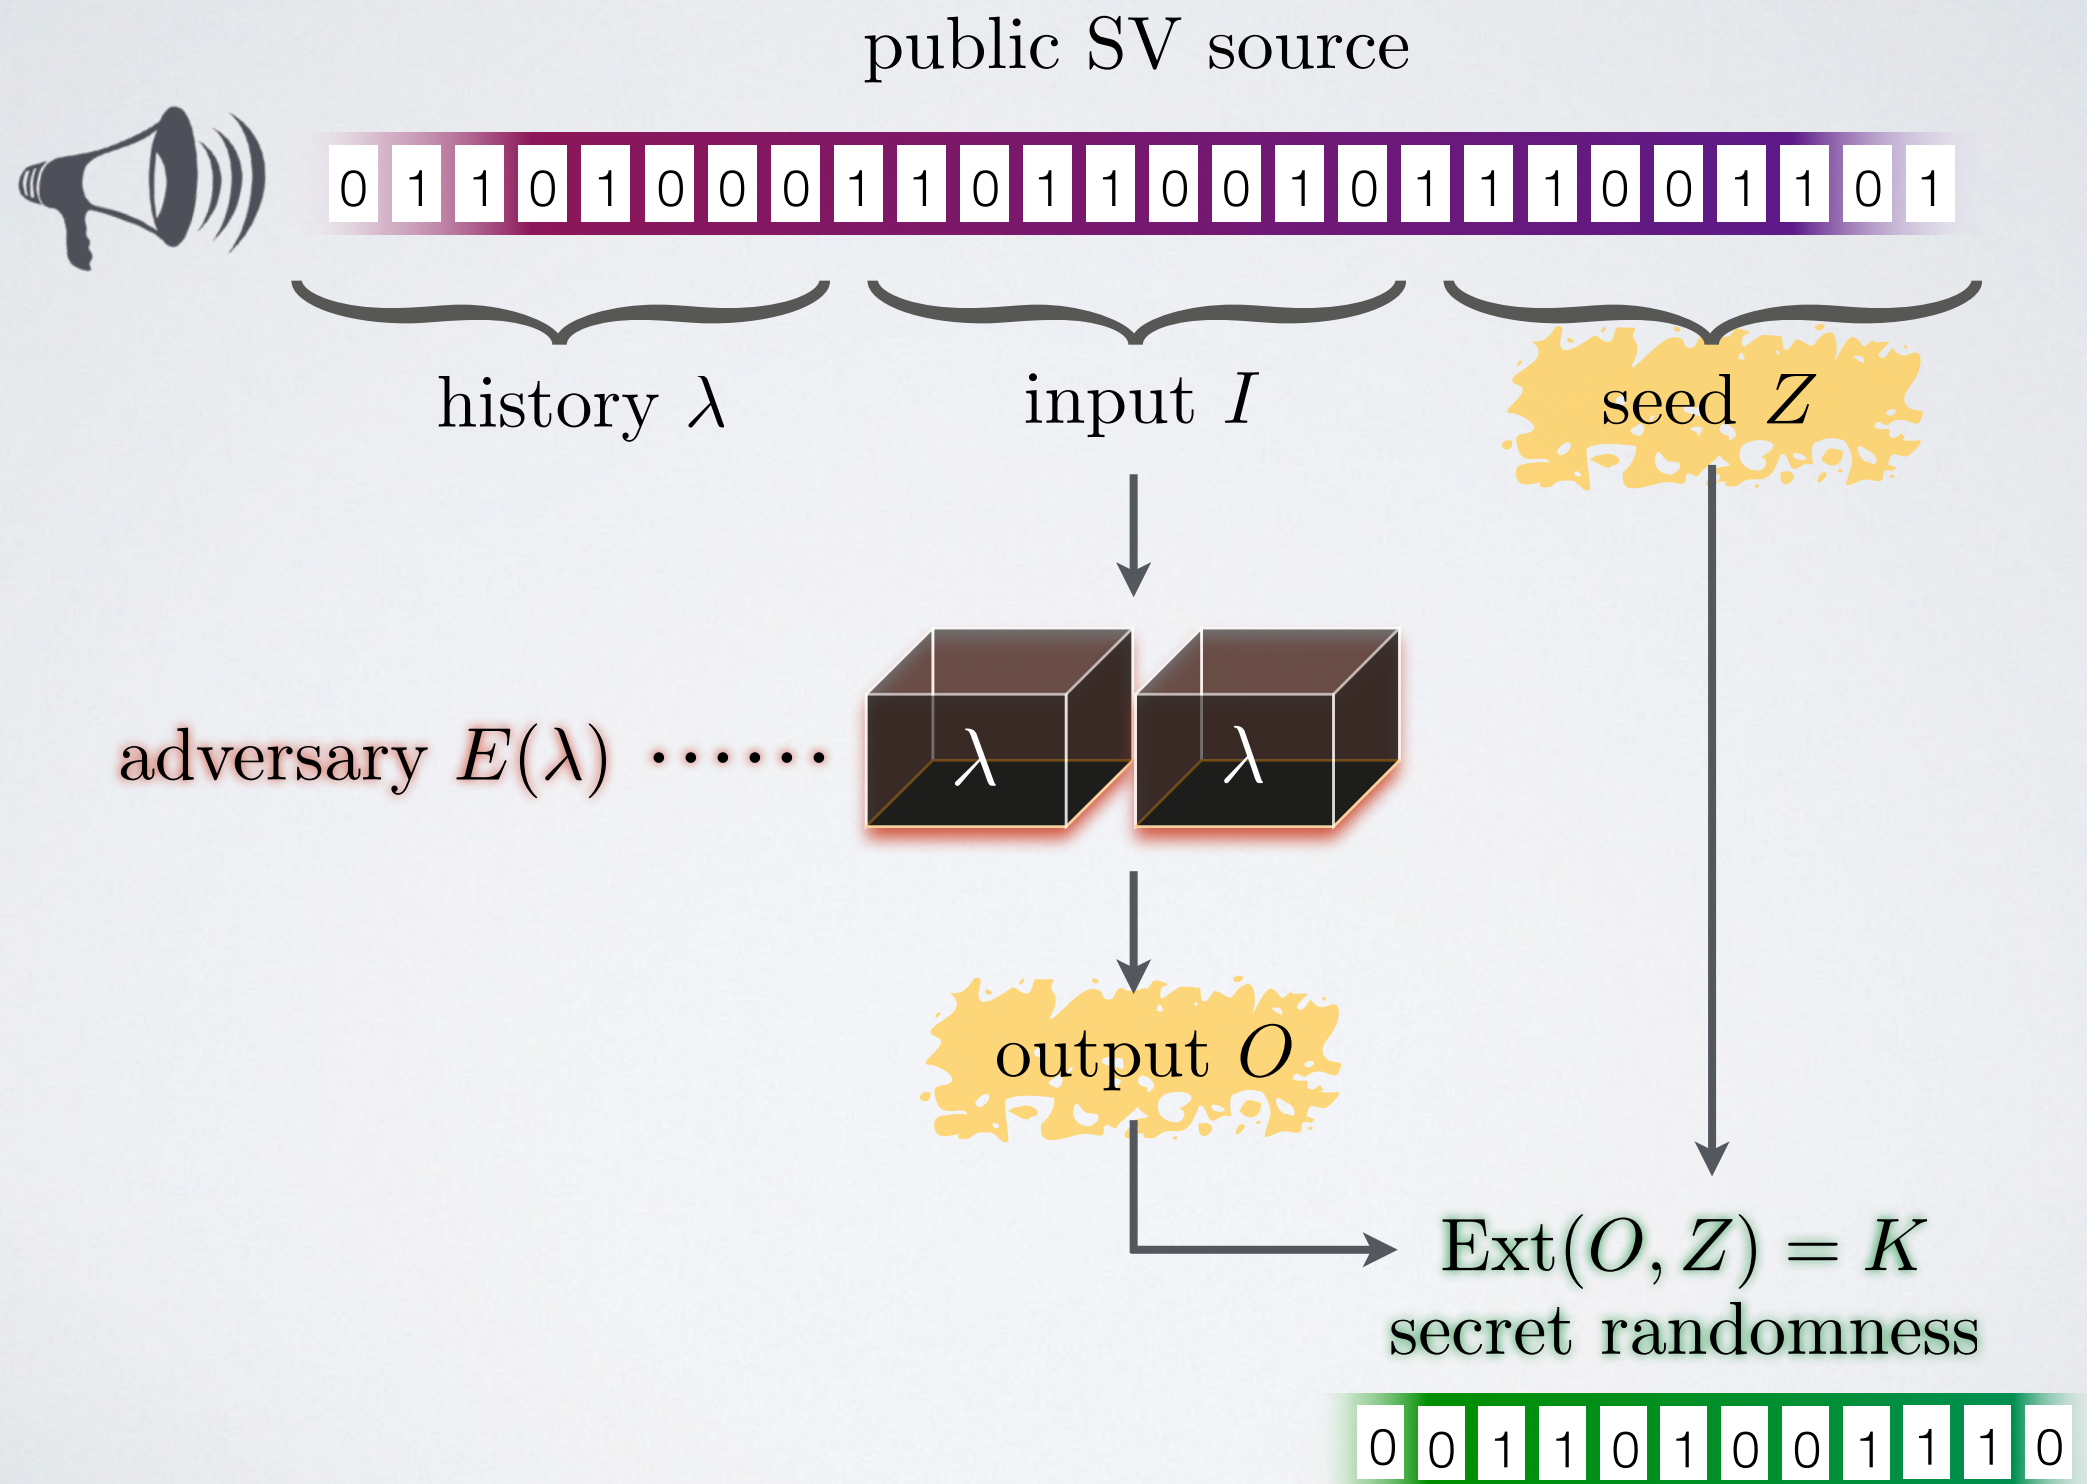 public SV source
0 1 1 0 1 0 0 0 1 1 0 1 1 0 0 1 0 1 1 1 0 0 1 1 0 1
history λ
input I
seed Z
adversary E(λ) ······
λ
λ
output O
Ext(O, Z) = K
secret randomness
0 0 1 1 0 1 0 0 1 1 1 0